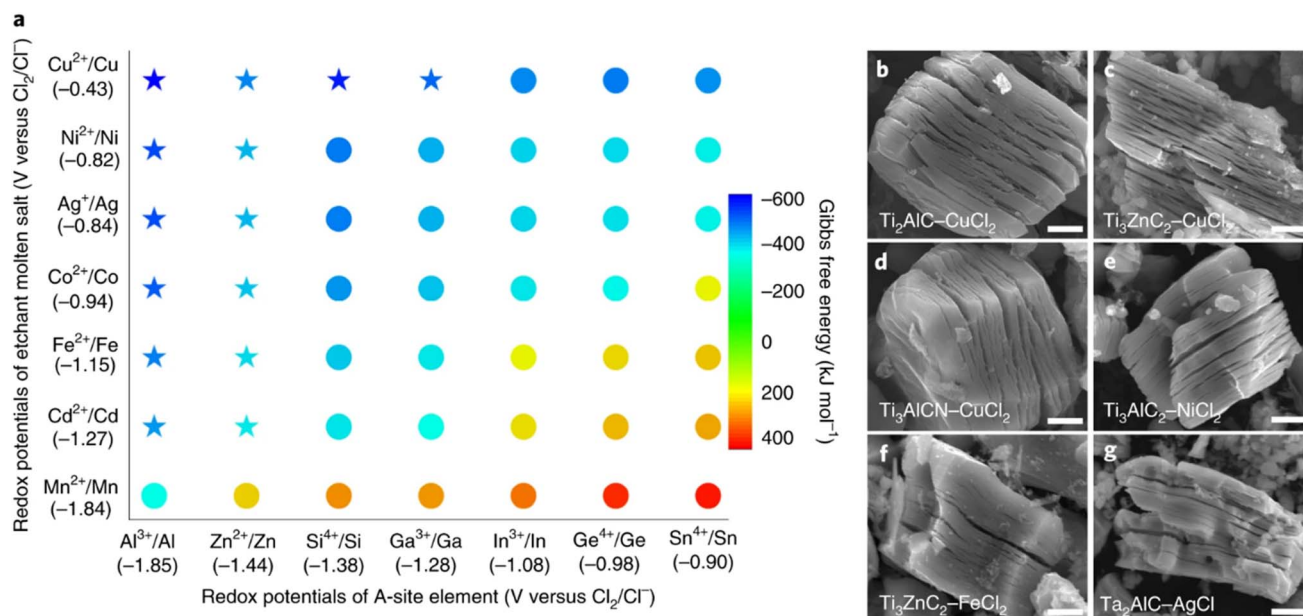 a
Redox potentials of etchant molten salt (V versus Cl₂/Cl⁻)
Cu²⁺/Cu
(−0.43)
Ni²⁺/Ni
(−0.82)
Ag⁺/Ag
(−0.84)
Co²⁺/Co
(−0.94)
Fe²⁺/Fe
(−1.15)
Cd²⁺/Cd
(−1.27)
Mn²⁺/Mn
(−1.84)
Al³⁺/Al
(−1.85)
Zn²⁺/Zn
(−1.44)
Si⁴⁺/Si
(−1.38)
Ga³⁺/Ga
(−1.28)
In³⁺/In
(−1.08)
Ge⁴⁺/Ge
(−0.98)
Sn⁴⁺/Sn
(−0.90)
Redox potentials of A-site element (V versus Cl₂/Cl⁻)
−600
−400
−200
0
200
400
Gibbs free energy (kJ mol⁻¹)
b
Ti₂AlC–CuCl₂
c
Ti₃ZnC₂–CuCl₂
d
Ti₃AlCN–CuCl₂
e
Ti₃AlC₂–NiCl₂
f
Ti₃ZnC₂–FeCl₂
g
Ta₂AlC–AgCl